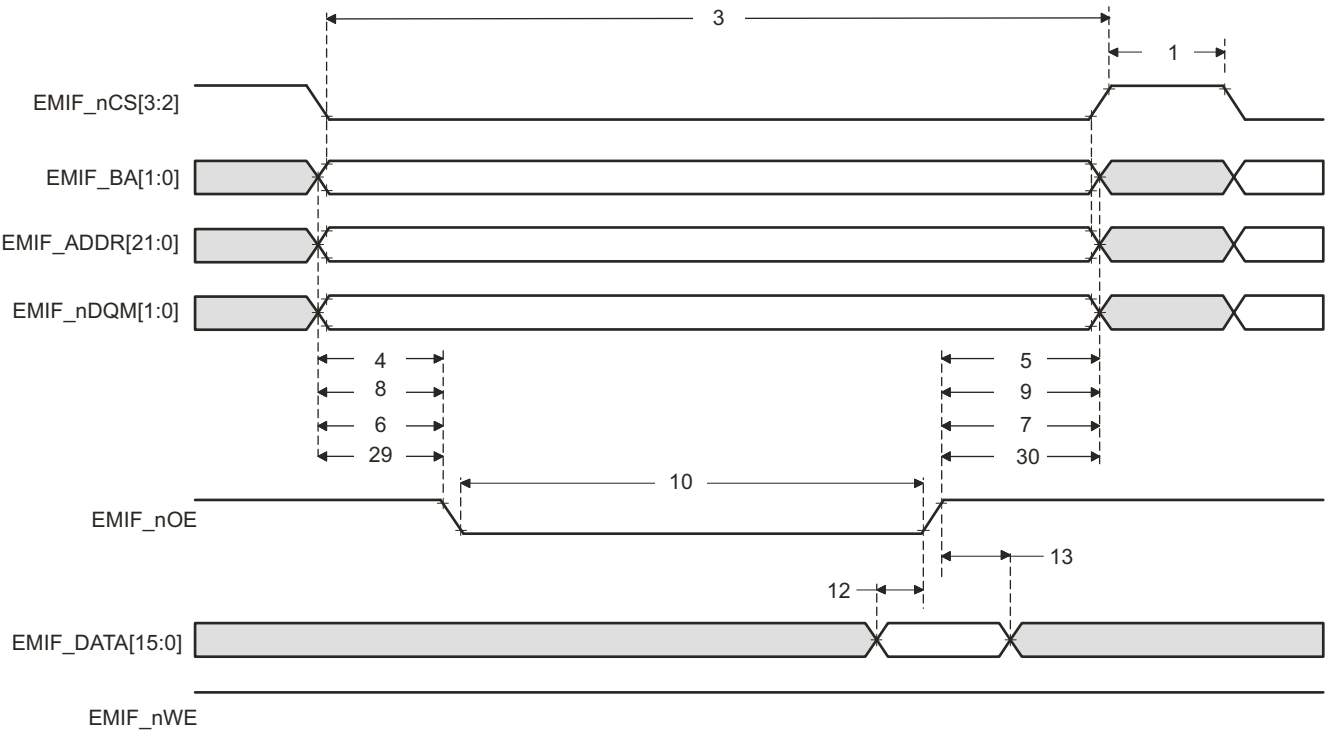 3
1
EMIF_nCS[3:2]
EMIF_BA[1:0]
EMIF_ADDR[21:0]
EMIF_nDQM[1:0]
4
5
8
9
6
7
29
30
10
EMIF_nOE
13
12
EMIF_DATA[15:0]
EMIF_nWE